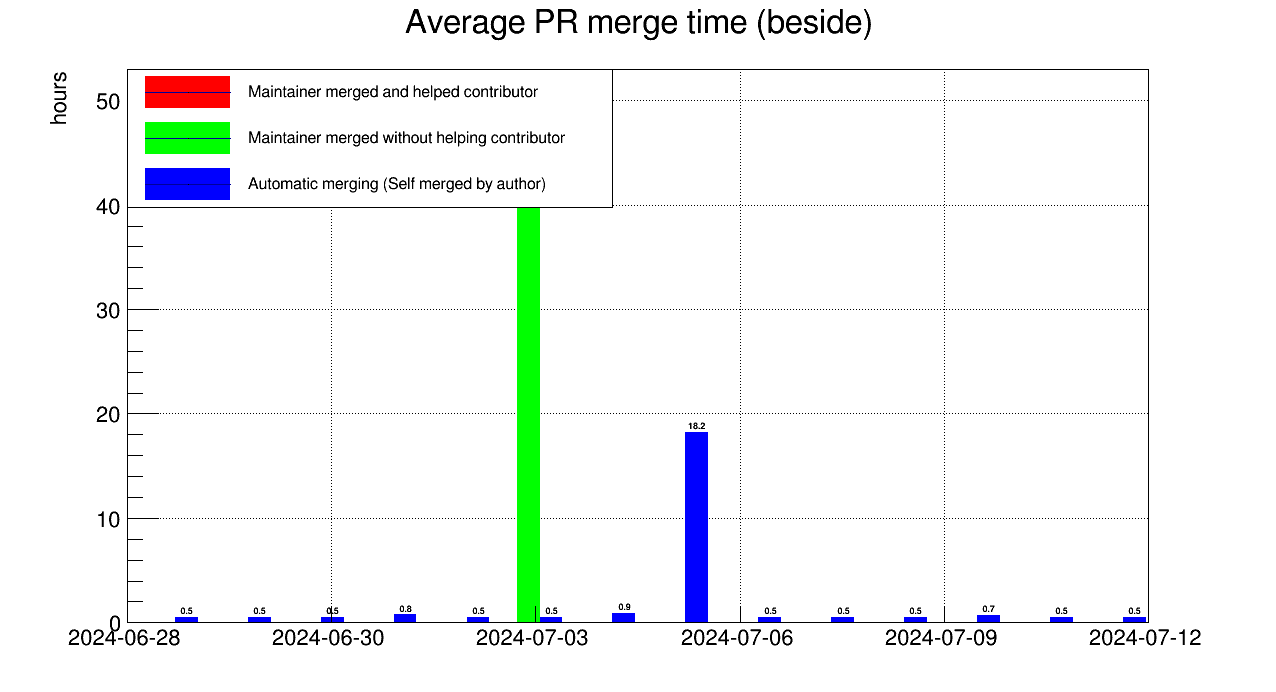 Average PR merge time (beside)
hours
Maintainer merged and helped contributor
Maintainer merged without helping contributor
Automatic merging (Self merged by author)
50
40
30
20
10
0
18.2
0.5 0.5 0.5 0.8 0.5 0.5 0.9 0.5 0.5 0.5 0.7 0.5 0.5
2024-06-28 2024-06-30 2024-07-03 2024-07-06 2024-07-09 2024-07-12